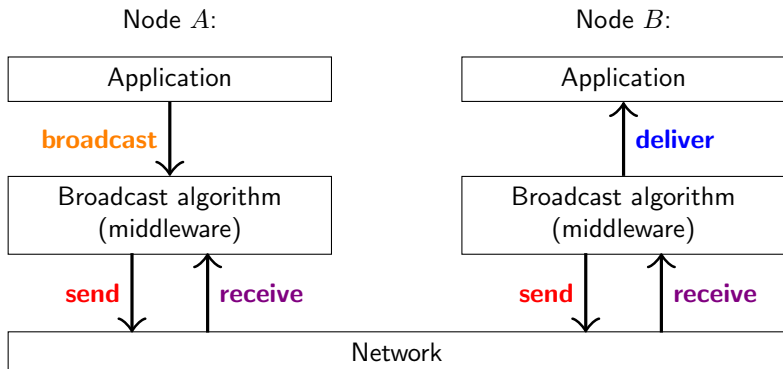 Node A:
Node B:
Application
Application
broadcast
deliver
Broadcast algorithm
(middleware)
Broadcast algorithm
(middleware)
send
receive
send
receive
Network